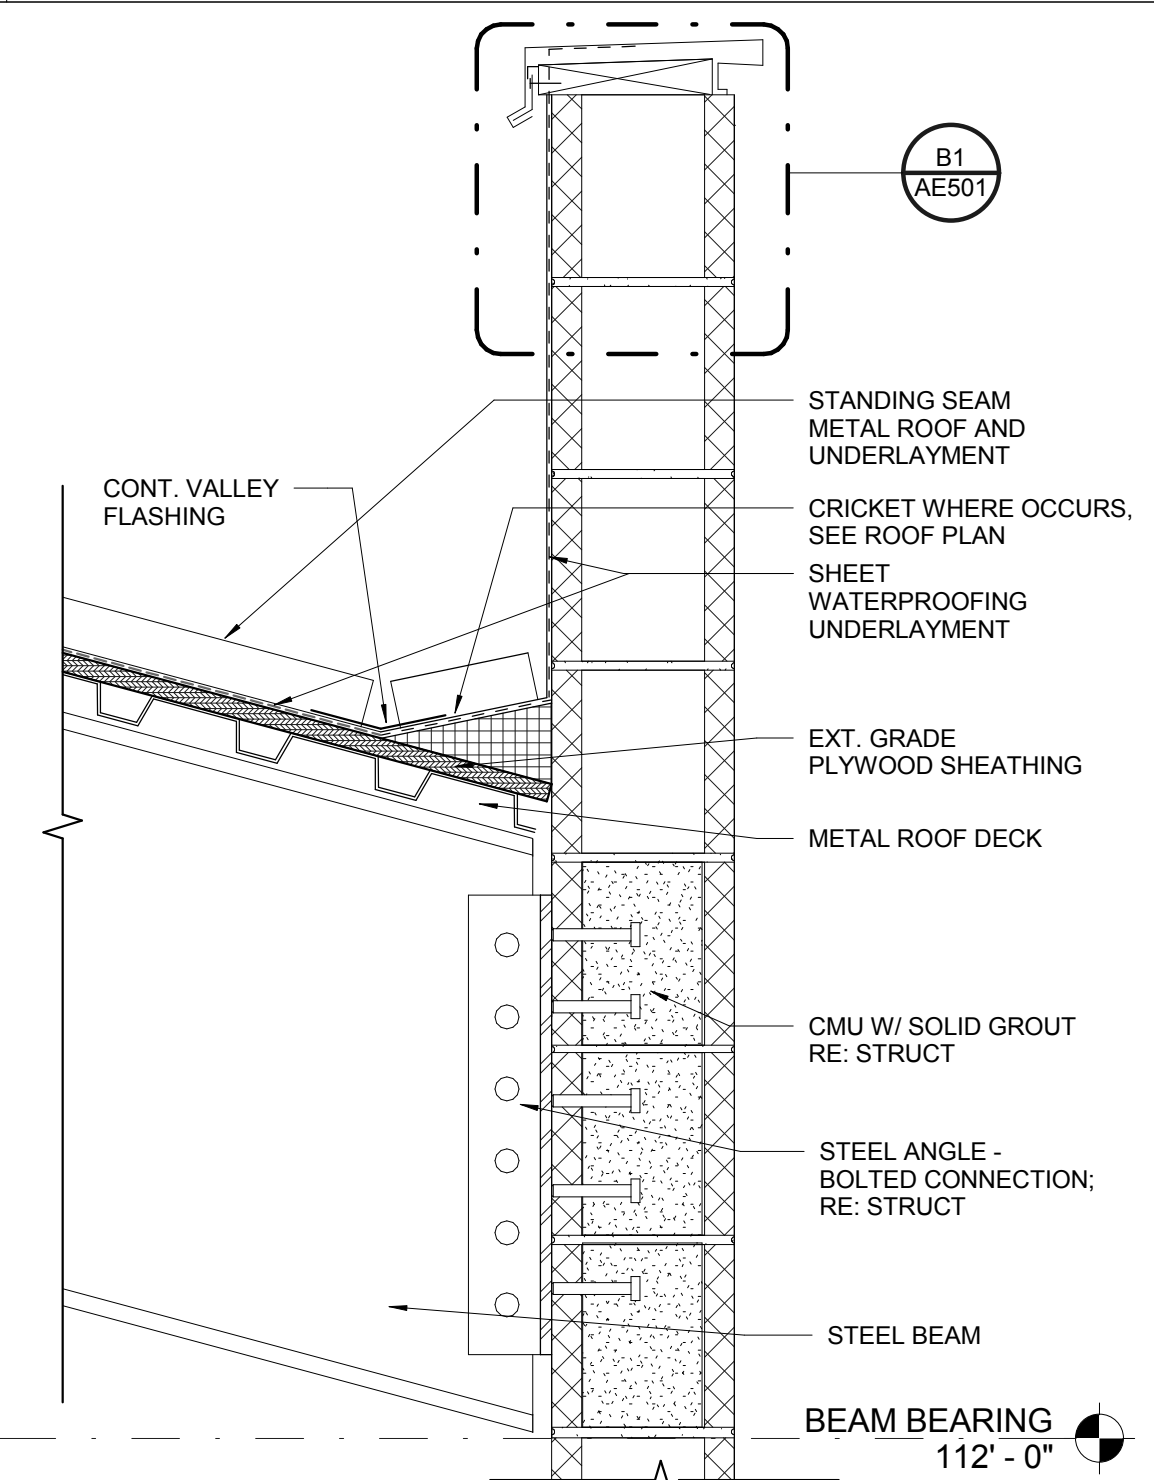 B1
AE501
STANDING SEAM
METAL ROOF AND
UNDERLAYMENT
CONT. VALLEY
FLASHING
CRICKET WHERE OCCURS,
SEE ROOF PLAN
SHEET
WATERPROOFING
UNDERLAYMENT
EXT. GRADE
PLYWOOD SHEATHING
METAL ROOF DECK
CMU W/ SOLID GROUT
RE: STRUCT
STEEL ANGLE -
BOLTED CONNECTION;
RE: STRUCT
STEEL BEAM
BEAM BEARING
112' - 0"